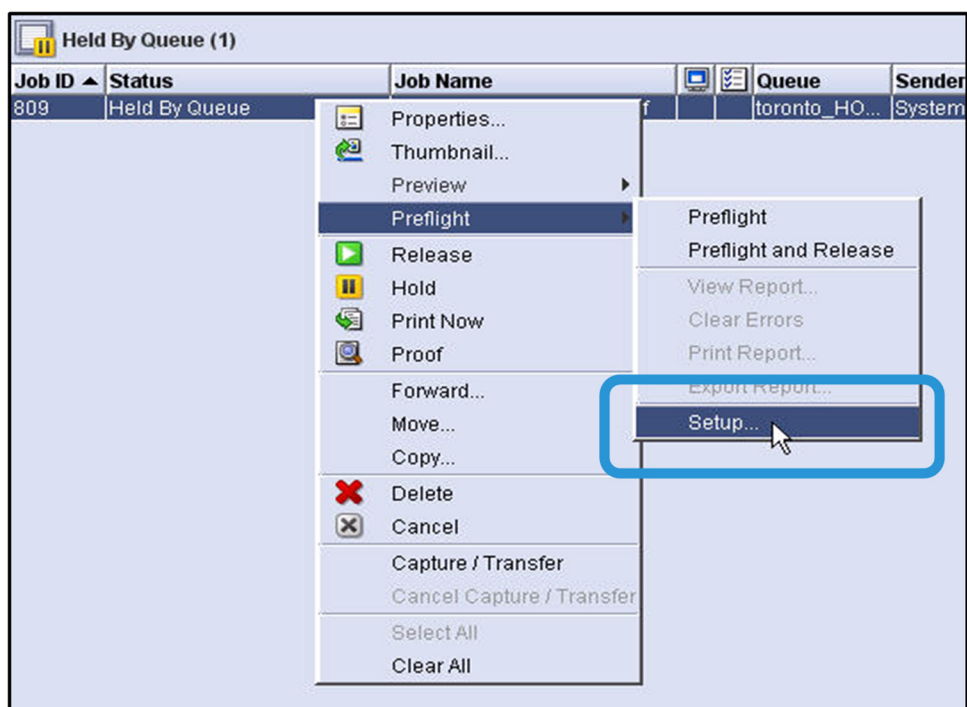 Held By Queue (1)
Job ID Status Job Name Queue Sender
809 Held By Queue toronto_HO... System
Properties...
Thumbnail...
Preview
Preflight
Release
Hold
Print Now
Proof
Forward...
Move...
Copy...
Delete
Cancel
Capture / Transfer
Cancel Capture / Transfer
Select All
Clear All
Preflight
Preflight and Release
View Report...
Clear Errors
Print Report...
Export Report...
Setup...